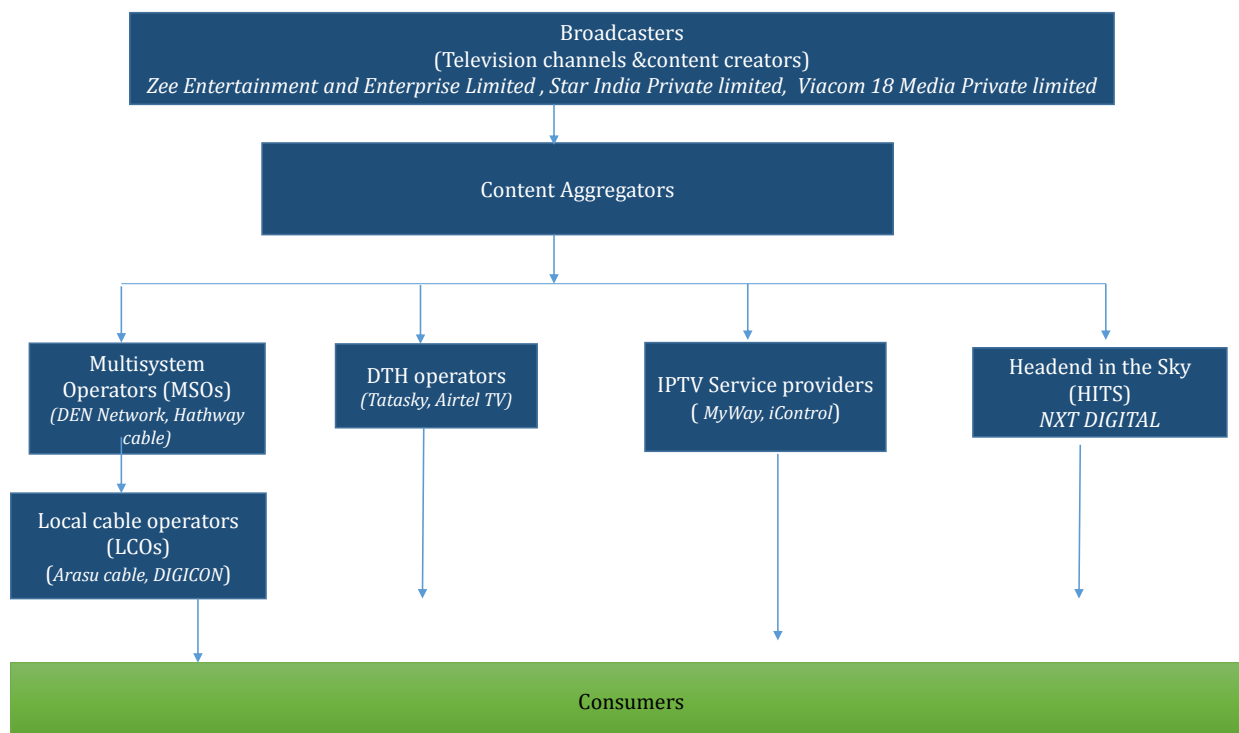 Broadcasters
(Television channels &content creators)
Zee Entertainment and Enterprise Limited , Star India Private limited, Viacom 18 Media Private limited
Content Aggregators
Multisystem
Operators (MSOs)
(DEN Network, Hathway
cable)
DTH operators
(Tatasky, Airtel TV)
IPTV Service providers
( MyWay, iControl)
Headend in the Sky
(HITS)
NXT DIGITAL
Local cable operators
(LCOs)
(Arasu cable, DIGICON)
Consumers